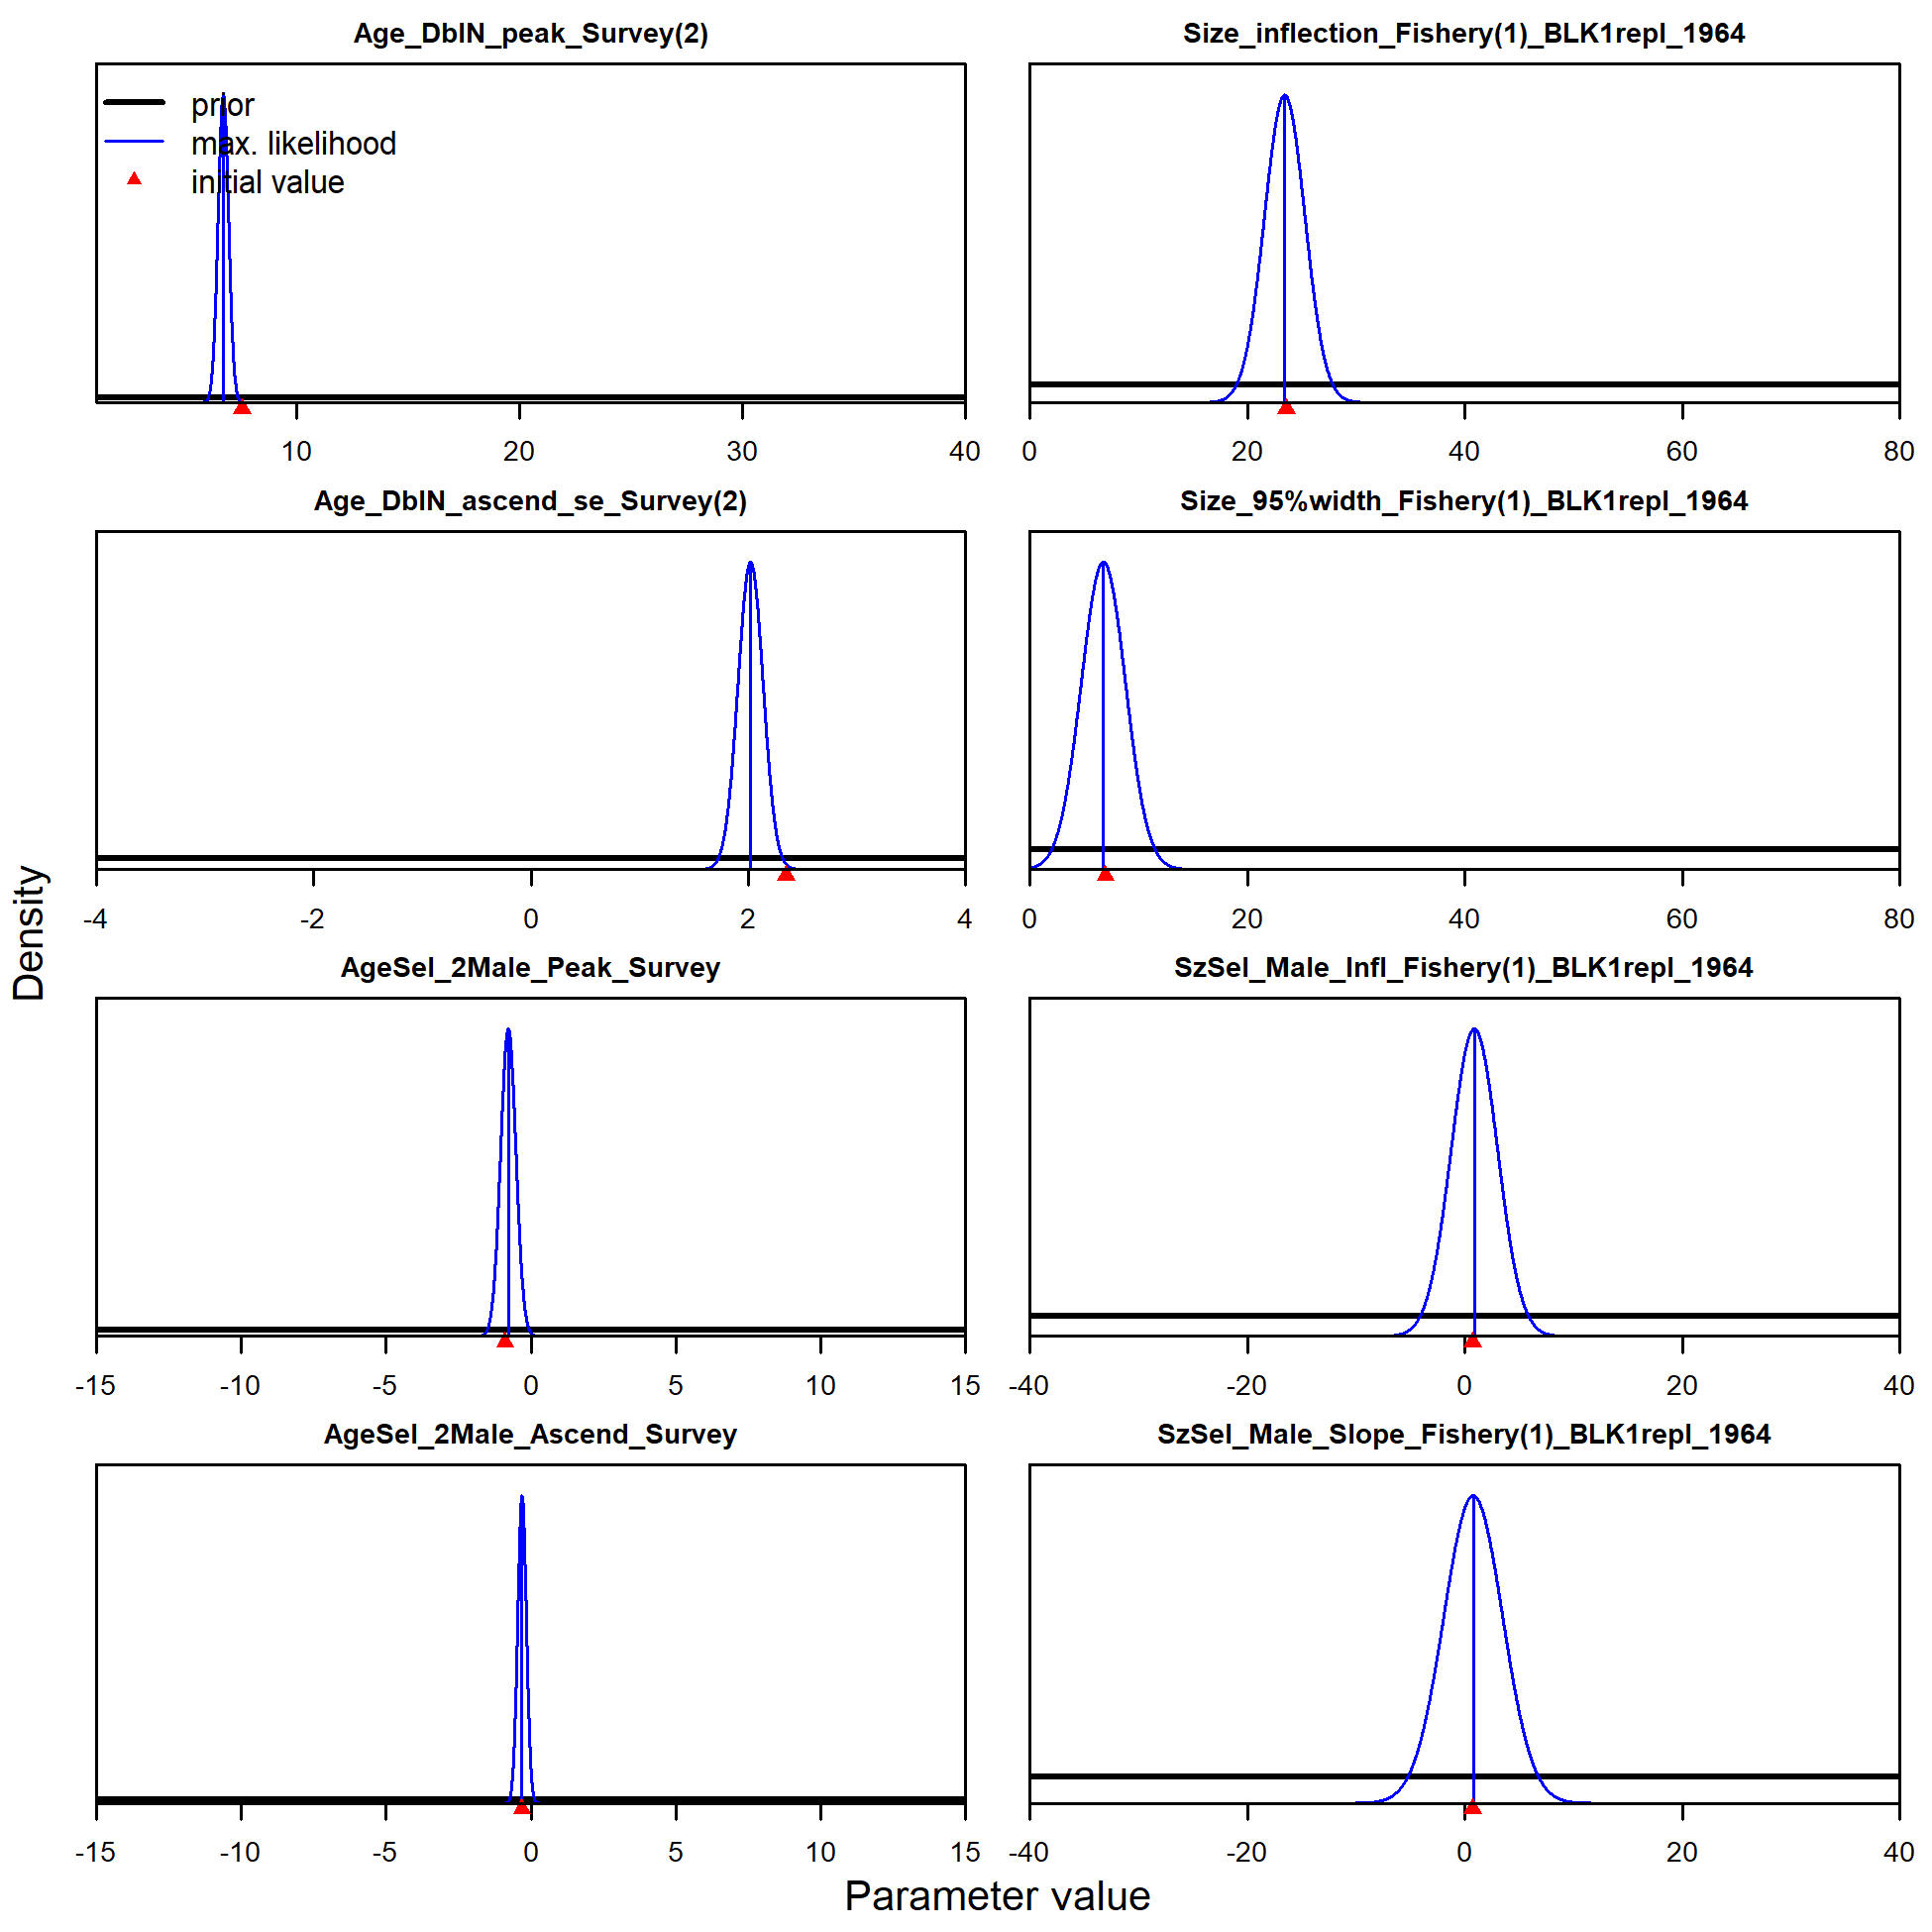 Age_DblN_peak_Survey(2)
prior
max. likelihood
initial value
10 20 30 40
Size_inflection_Fishery(1)_BLK1repl_1964
0 20 40 60 80
Age_DblN_ascend_se_Survey(2)
-4 -2 0 2 4
Size_95%width_Fishery(1)_BLK1repl_1964
0 20 40 60 80
AgeSel_2Male_Peak_Survey
-15 -10 -5 0 5 10 15
SzSel_Male_Infl_Fishery(1)_BLK1repl_1964
-40 -20 0 20 40
AgeSel_2Male_Ascend_Survey
-15 -10 -5 0 5 10 15
SzSel_Male_Slope_Fishery(1)_BLK1repl_1964
-40 -20 0 20 40
Density
Parameter value